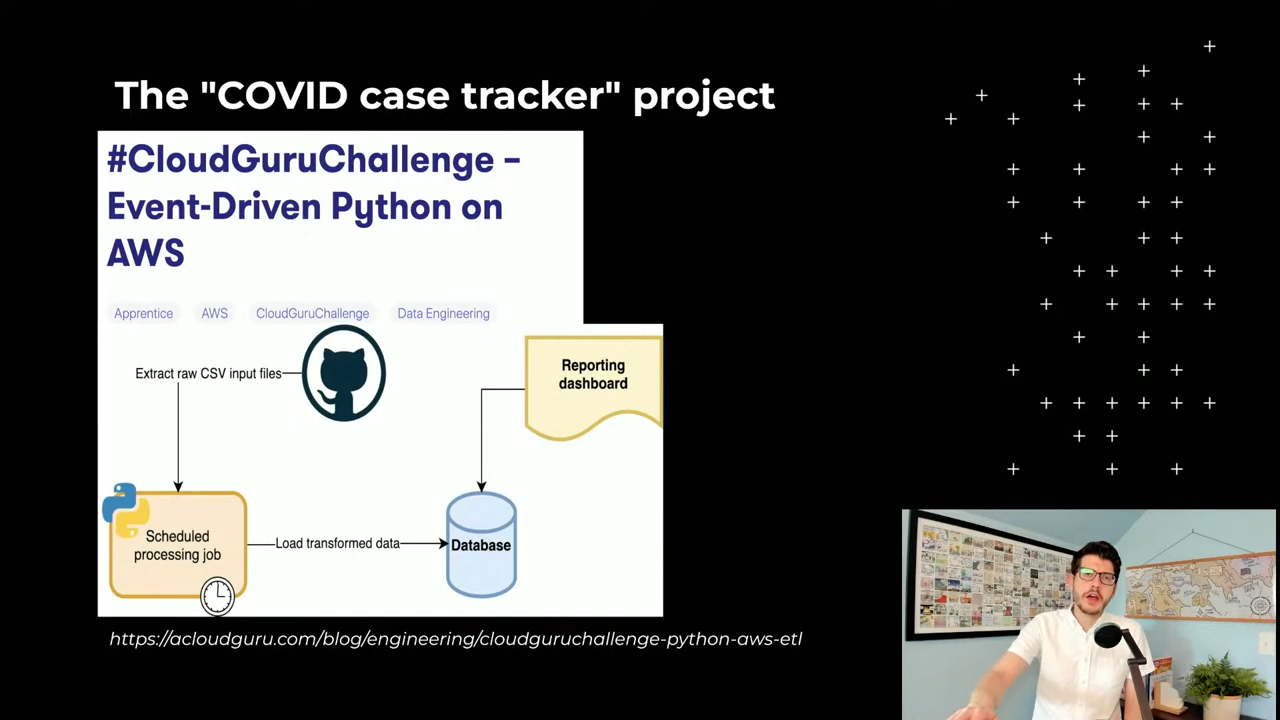 The "COVID case tracker" project
#CloudGuruChallenge –
Event-Driven Python on
AWS
Apprentice AWS CloudGuruChallenge Data Engineering
Extract raw CSV input files
Reporting
dashboard
Scheduled
processing job
Load transformed data
Database
https://acloudguru.com/blog/engineering/cloudguruchallenge-python-aws-etl